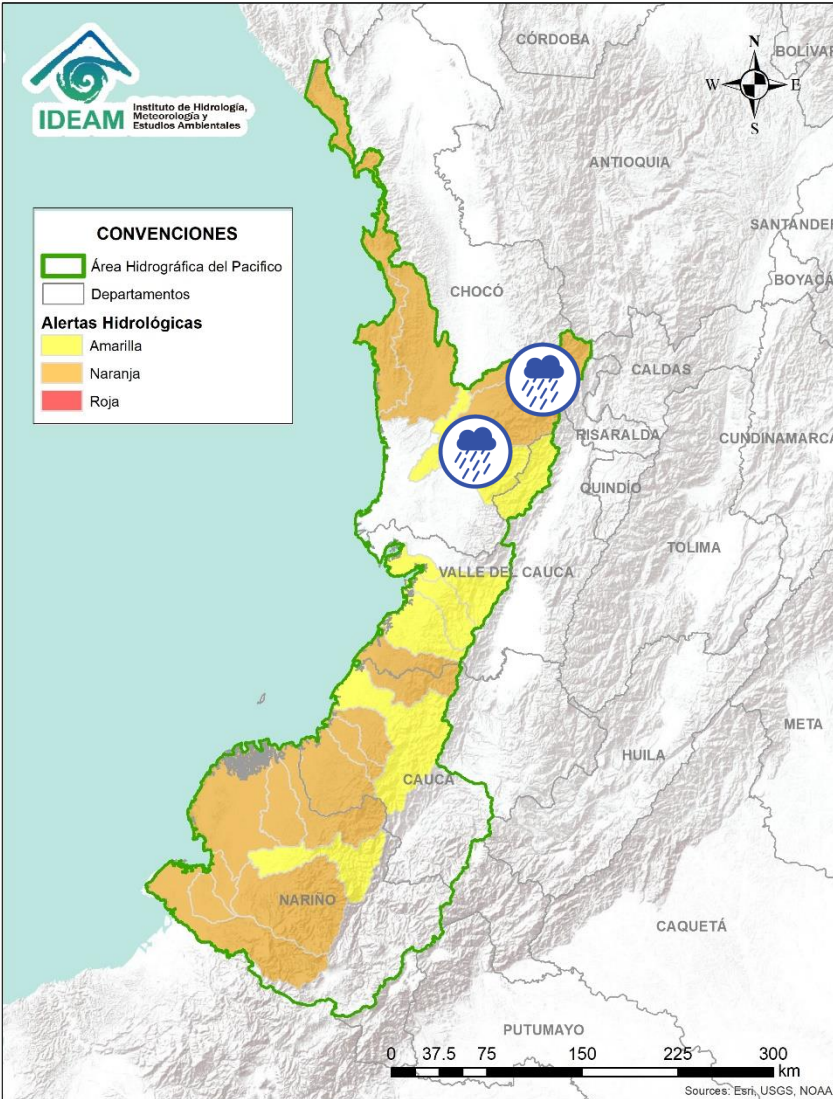 IDEAM
Instituto de Hidrología,
Meteorología y
Estudios Ambientales
CÓRDOBA
BOLÍVAR
N
W
E
S
ANTIOQUIA
SANTANDER
BOYACÁ
CONVENCIONES
Área Hidrográfica del Pacifico
Departamentos
Alertas Hidrológicas
Amarilla
Naranja
Roja
CHOCÓ
CALDAS
RISARALDA
CUNDINAMARCA
QUINDÍO
TOLIMA
VALLE DEL CAUCA
META
HUILA
CAUCA
NARIÑO
CAQUETÁ
PUTUMAYO
0 37.5 75 150 225 300
km
Sources: Esri, USGS, NOAA